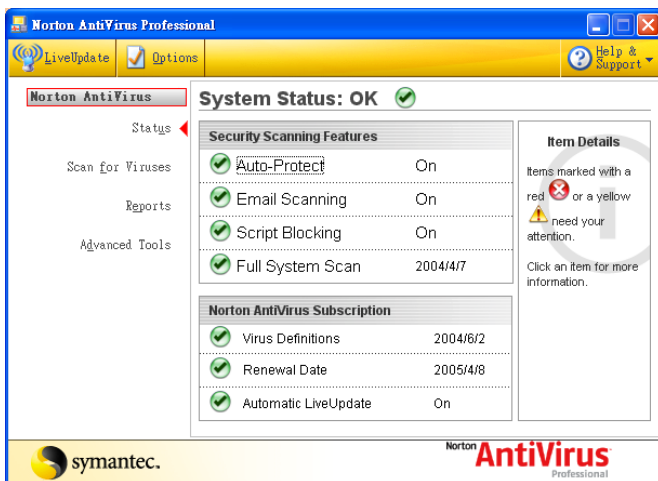 Norton AntiVirus Professional
LiveUpdate
Options
Help & Support
Norton AntiVirus
Status
Scan for Viruses
Reports
Advanced Tools
System Status: OK
Security Scanning Features
Auto-Protect On
Email Scanning On
Script Blocking On
Full System Scan 2004/4/7
Norton AntiVirus Subscription
Virus Definitions 2004/6/2
Renewal Date 2005/4/8
Automatic LiveUpdate On
Item Details
Items marked with a
red or a yellow
need your
attention.
Click an item for more
information.
symantec.
Norton AntiVirus
Professional